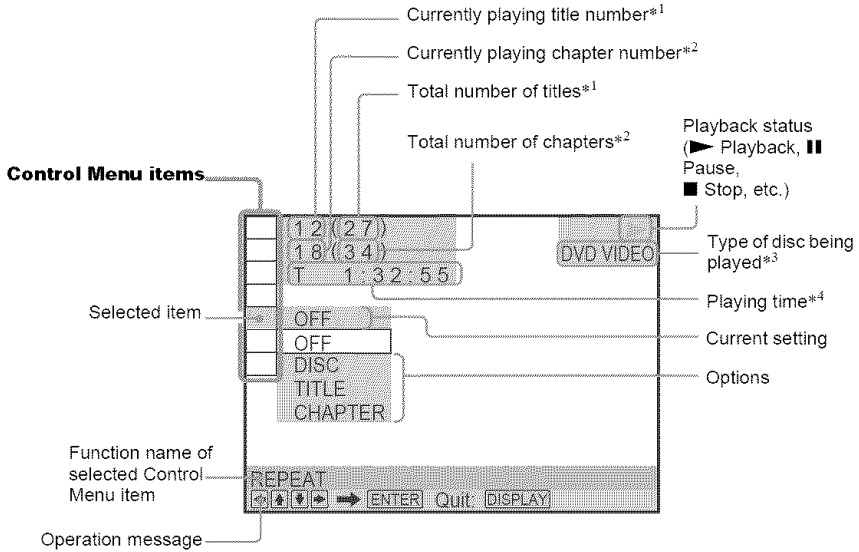 Currently playing title number*1
Currently playing chapter number*2
Total number of titles*1
Total number of chapters*2
Playback status
(► Playback, ❚❚
Pause,
■ Stop, etc.)
Control Menu items
12(27)
18(34)
T 1:32:55
DVD VIDEO
Type of disc being
played*3
Playing time*4
Selected item
OFF
Current setting
OFF
DISC
TITLE
CHAPTER
Options
Function name of
selected Control
Menu item
REPEAT
ENTER Quit: DISPLAY
Operation message